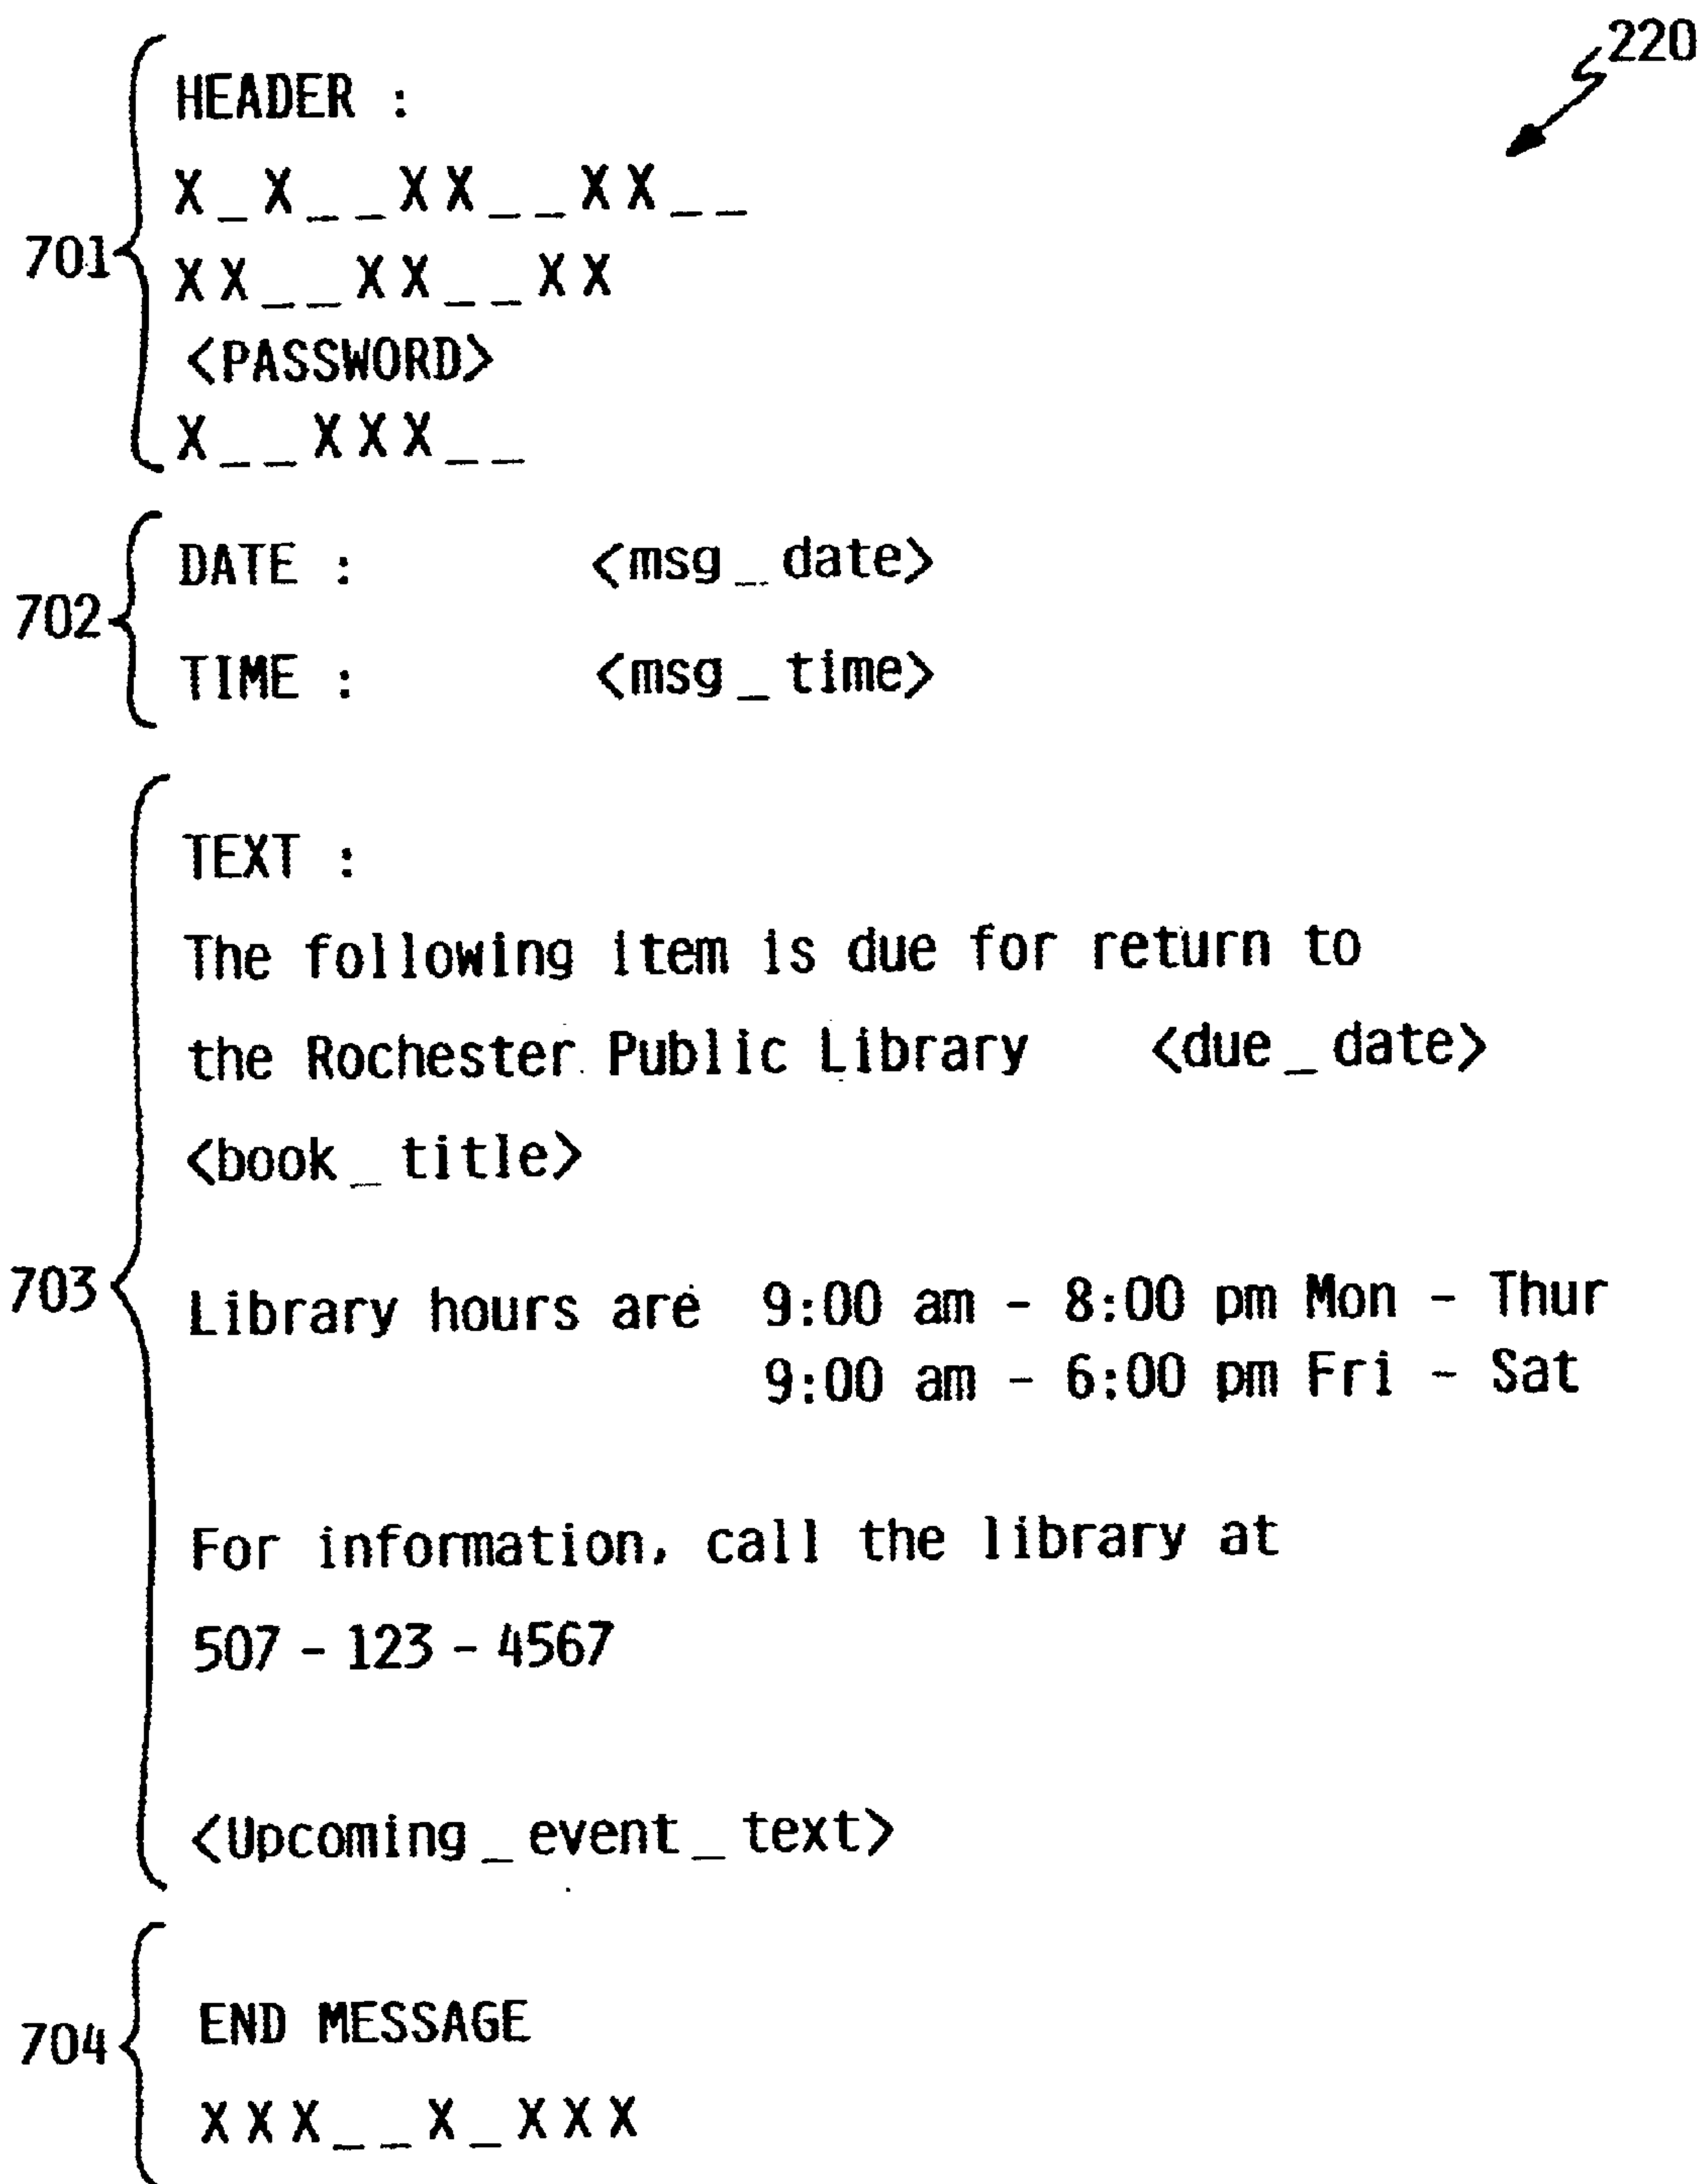 220
HEADER :
X_X__XX__XX__
701
XX__XX__XX
<PASSWORD>
X__XXX__
DATE : <msg_date>
702
TIME : <msg_time>
TEXT :
The following item is due for return to
the Rochester Public Library <due_date>
<book_title>
703
Library hours are 9:00 am - 8:00 pm Mon - Thur
9:00 am - 6:00 pm Fri - Sat
For information, call the library at
507 - 123 - 4567
<Upcoming_event_text>
704
END MESSAGE
XXX__X_XXX